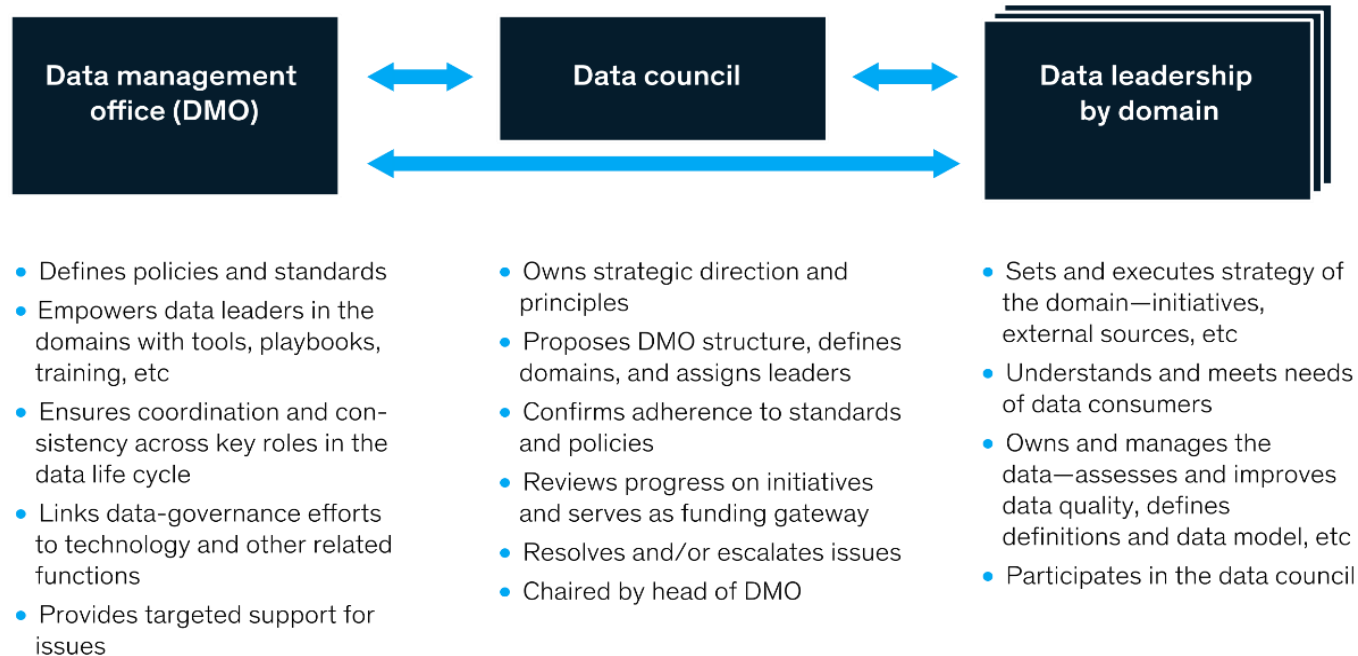 Data management
office (DMO)
Data council
Data leadership
by domain
• Defines policies and standards
• Empowers data leaders in the
domains with tools, playbooks,
training, etc
• Ensures coordination and con-
sistency across key roles in the
data life cycle
• Links data-governance efforts
to technology and other related
functions
• Provides targeted support for
issues
• Owns strategic direction and
principles
• Proposes DMO structure, defines
domains, and assigns leaders
• Confirms adherence to standards
and policies
• Reviews progress on initiatives
and serves as funding gateway
• Resolves and/or escalates issues
• Chaired by head of DMO
• Sets and executes strategy of
the domain—initiatives,
external sources, etc
• Understands and meets needs
of data consumers
• Owns and manages the
data—assesses and improves
data quality, defines
definitions and data model, etc
• Participates in the data council